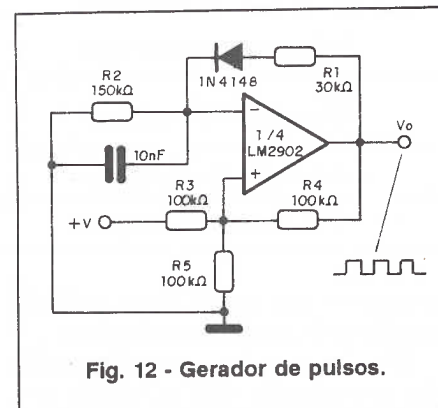 R2
150kΩ
1N4148
R1
30kΩ
10nF
-
1/4
LM2902
+
Vo
R3
100kΩ
R4
100kΩ
+V
R5
100kΩ
Fig. 12 - Gerador de pulsos.